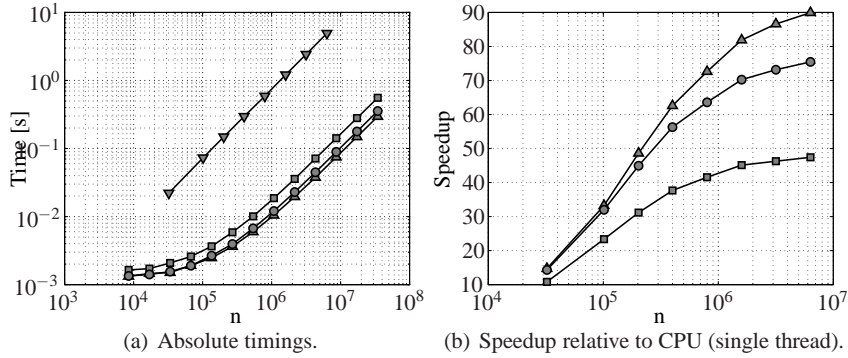 10^1
10^0
10^-1
10^-2
10^-3
Time [s]
10^3 10^4 10^5 10^6 10^7 10^8
n
(a) Absolute timings.
90
80
70
60
50
40
30
20
10
Speedup
10^4 10^5 10^6 10^7
n
(b) Speedup relative to CPU (single thread).